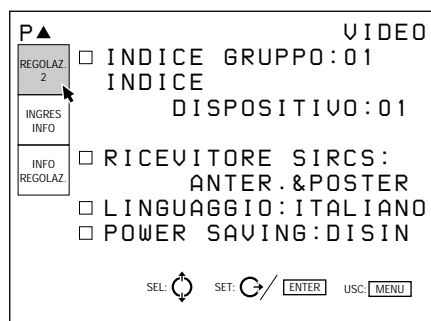 P▲ VIDEO
REGOLAZ.
2
□ INDICE GRUPPO:01
INDICE
DISPOSITIVO:01
INGRES
INFO
INFO
REGOLAZ.
□ RICEVITORE SIRCS:
ANTER.&POSTER
□ LINGUAGGIO:ITALIANO
□ POWER SAVING:DISIN
SEL: SET: / ENTER USC: MENU